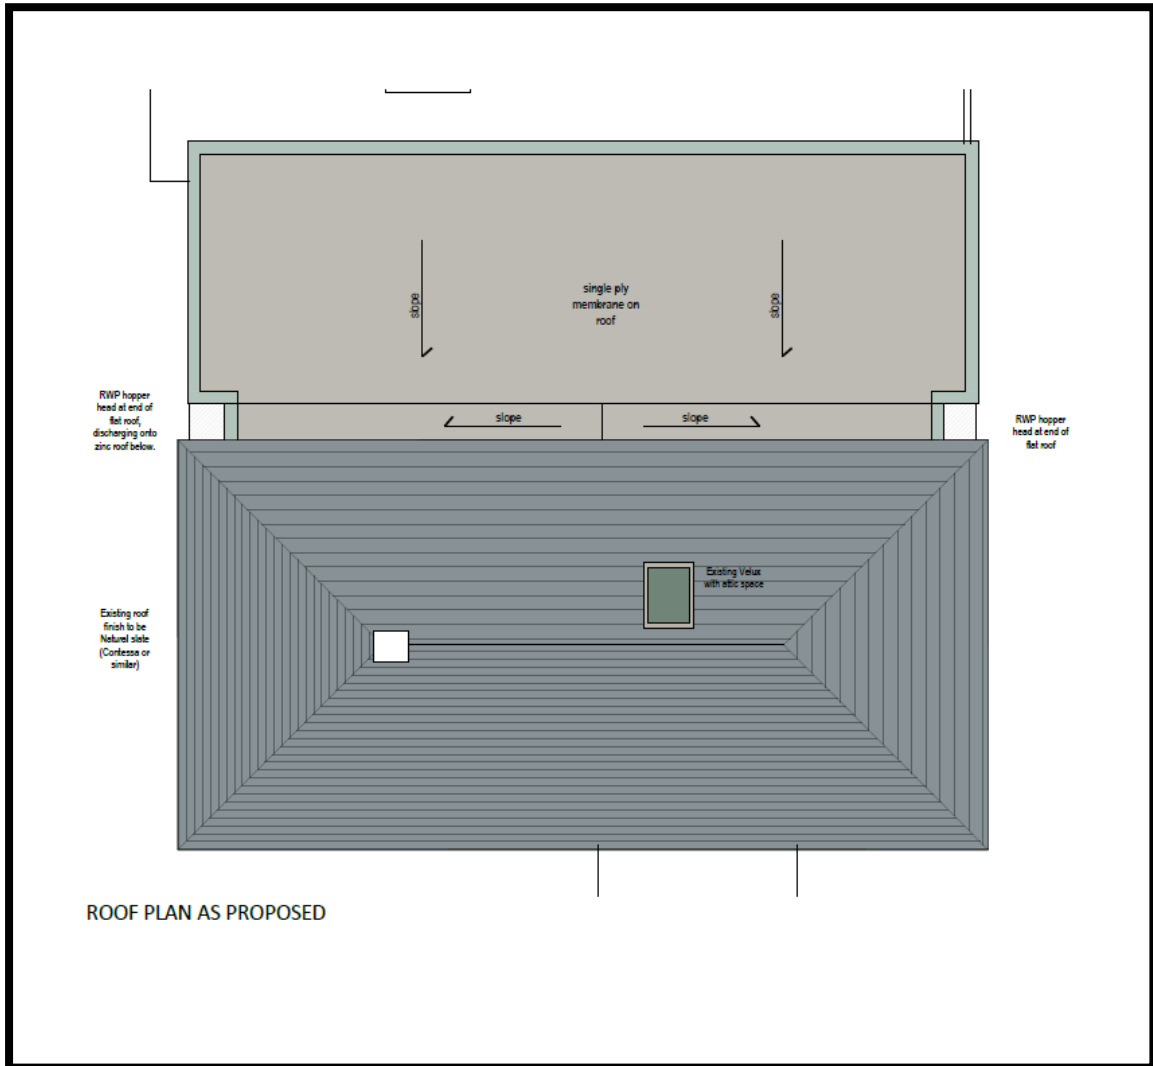 slope
single ply
membrane on
roof
slope
RWP hopper
head at end of
flat roof,
discharging onto
zinc roof below.
slope
slope
RWP hopper
head at end of
flat roof
Existing Velux
with attic space
Existing roof
finish to be
Natural slate
(Contessa or
similar)
ROOF PLAN AS PROPOSED